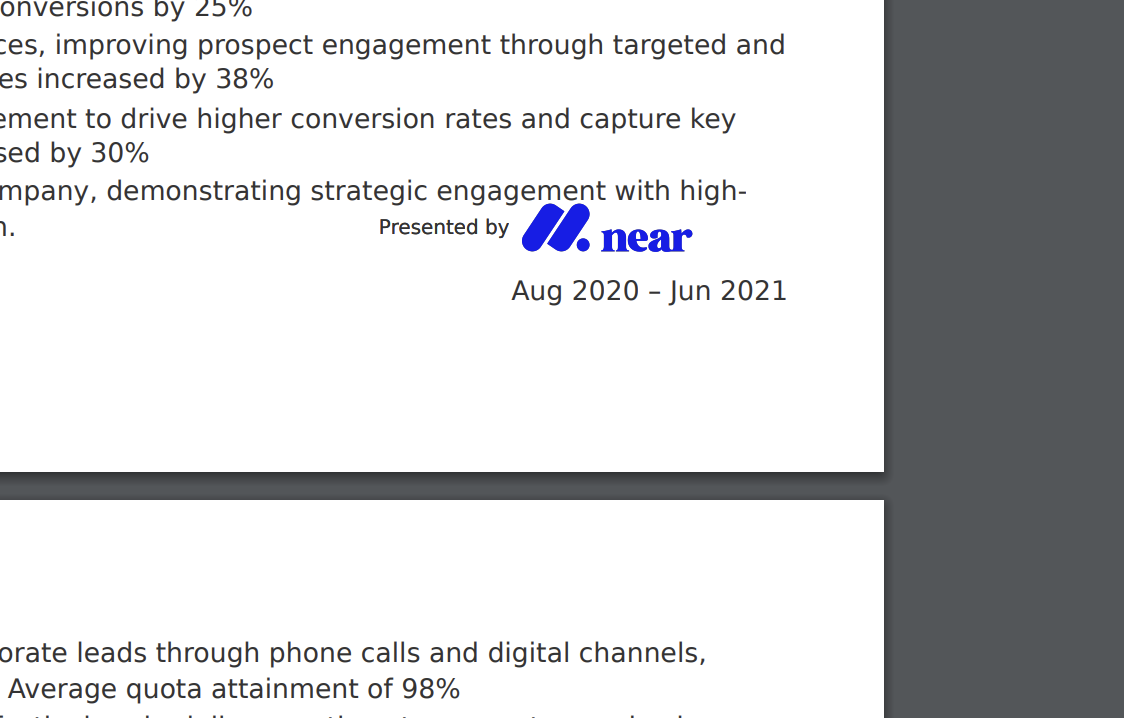 onversions by 25%
ces, improving prospect engagement through targeted and
es increased by 38%
ement to drive higher conversion rates and capture key
sed by 30%
mpany, demonstrating strategic engagement with high-
n.
Presented by near
Aug 2020 – Jun 2021
orate leads through phone calls and digital channels,
Average quota attainment of 98%